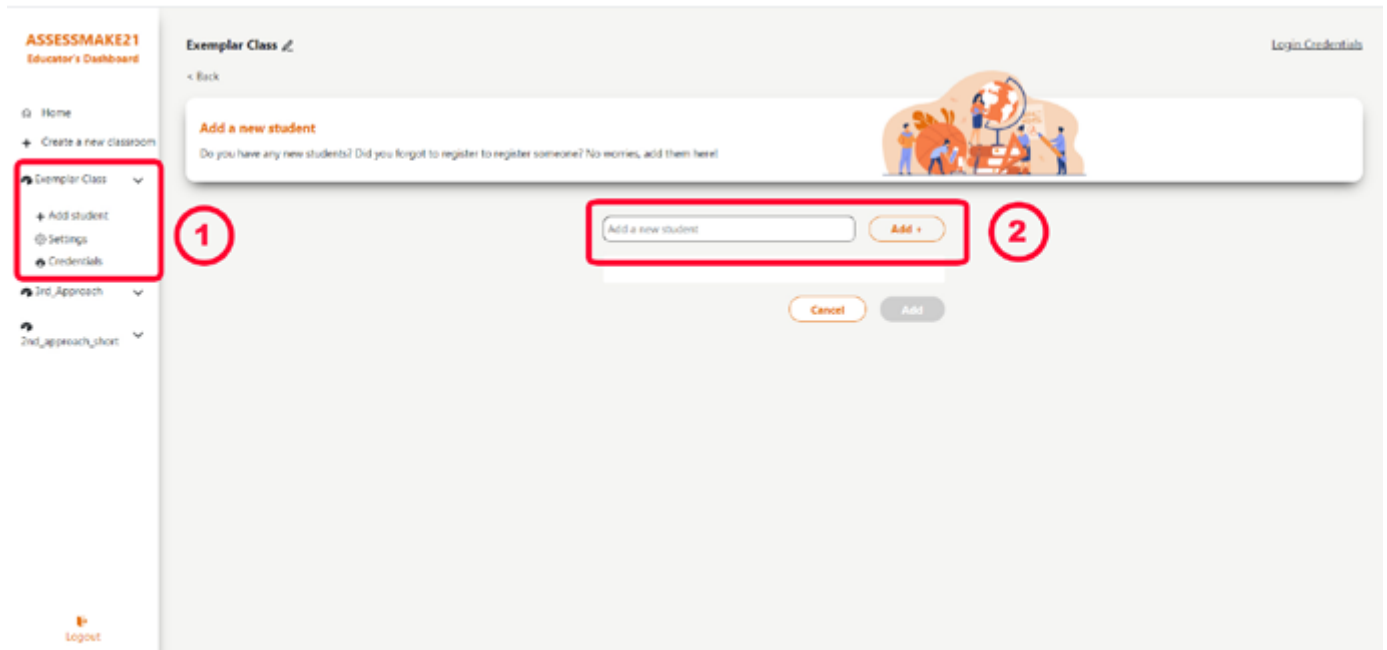 ASSESSMAKE21
Educator's Dashboard
Home
+ Create a new classroom
Exemplar Class
+ Add student
Settings
Credentials
3rd_Approach
2nd_approach_short
Logout
Exemplar Class
Login Credentials
< Back
Add a new student
Do you have any new students? Did you forgot to register to register someone? No worries, add them here!
1
Add a new student
Add +
2
Cancel
Add